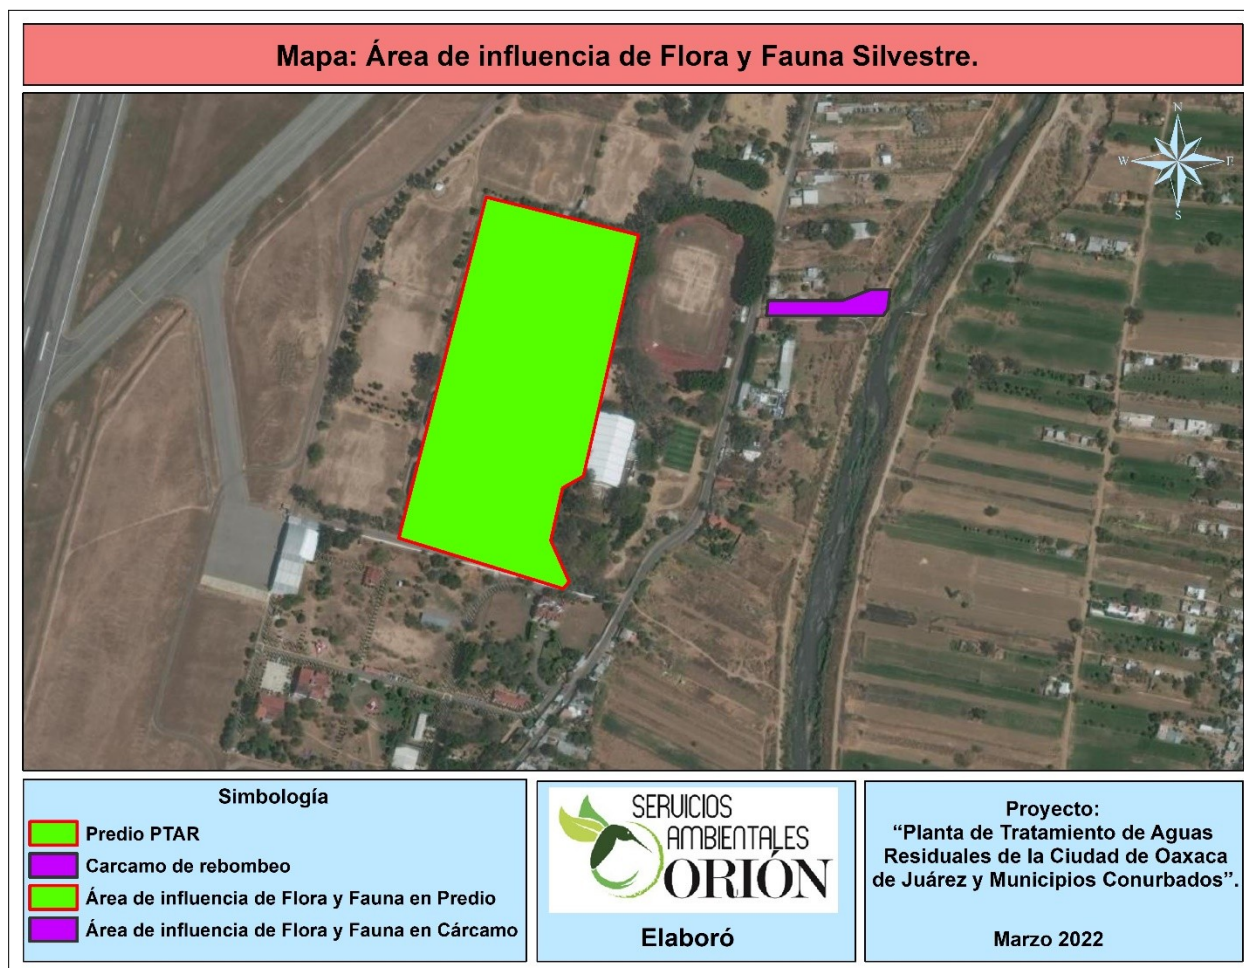 Mapa: Área de influencia de Flora y Fauna Silvestre.
N
W
E
S
Simbología
Predio PTAR
Carcamo de rebombeo
Área de influencia de Flora y Fauna en Predio
Área de influencia de Flora y Fauna en Cárcamo
SERVICIOS
AMBIENTALES
ORIÓN
Elaboró
Proyecto:
“Planta de Tratamiento de Aguas
Residuales de la Ciudad de Oaxaca
de Juárez y Municipios Conurbados”.
Marzo 2022